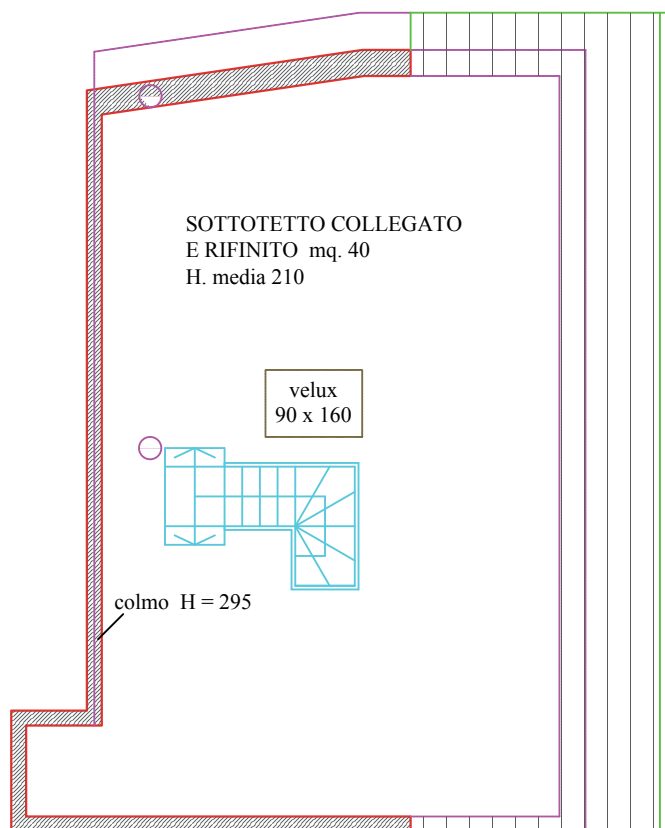 SOTTOTETTO COLLEGATO
E RIFINITO mq. 40
H. media 210
velux
90 x 160
colmo H = 295